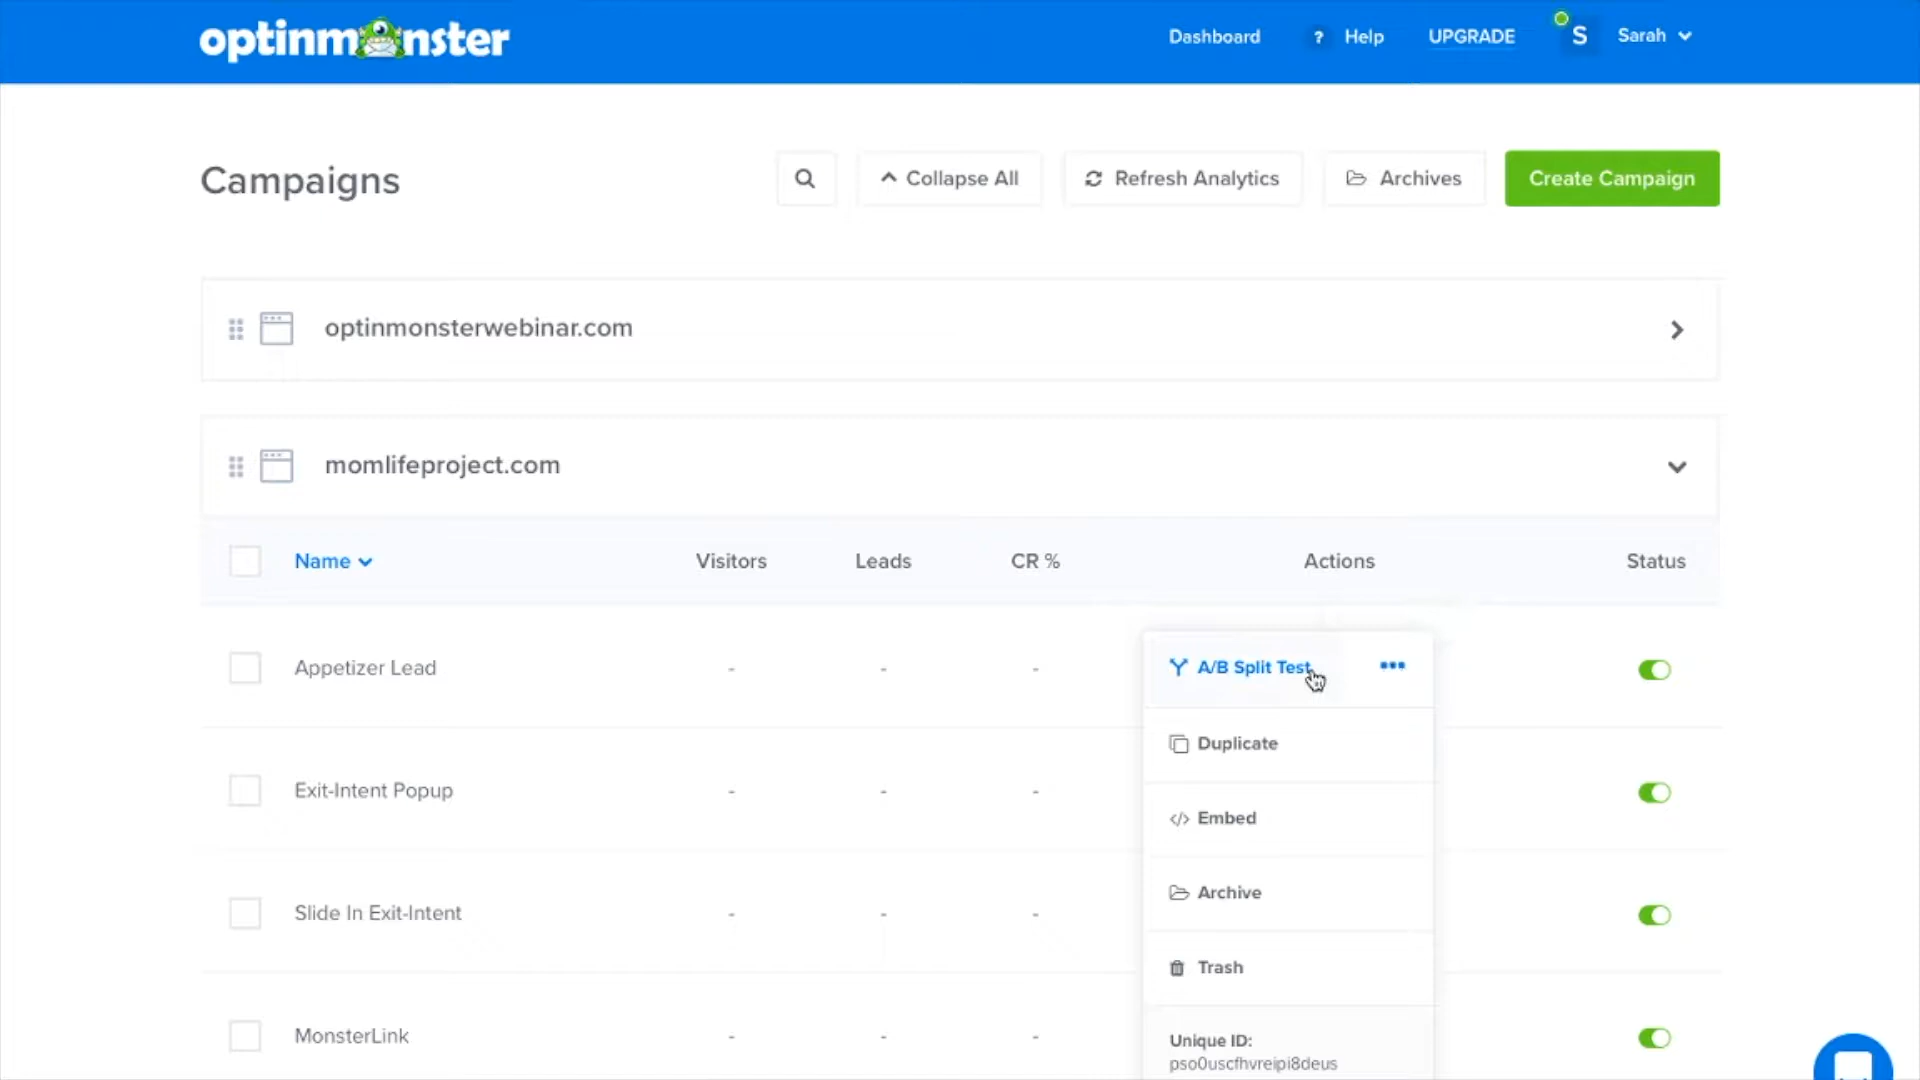 optinmonster
Dashboard ? Help UPGRADE S Sarah
Campaigns
Collapse All
Refresh Analytics
Archives
Create Campaign
optinmonsterwebinar.com
momlifeproject.com
Name Visitors Leads CR % Actions Status
Appetizer Lead - - -
A/B Split Test
Duplicate
Exit-Intent Popup - - -
Embed
Archive
Slide In Exit-Intent - - -
Trash
MonsterLink - - -
Unique ID:
pso0uscfhvreipi8deus